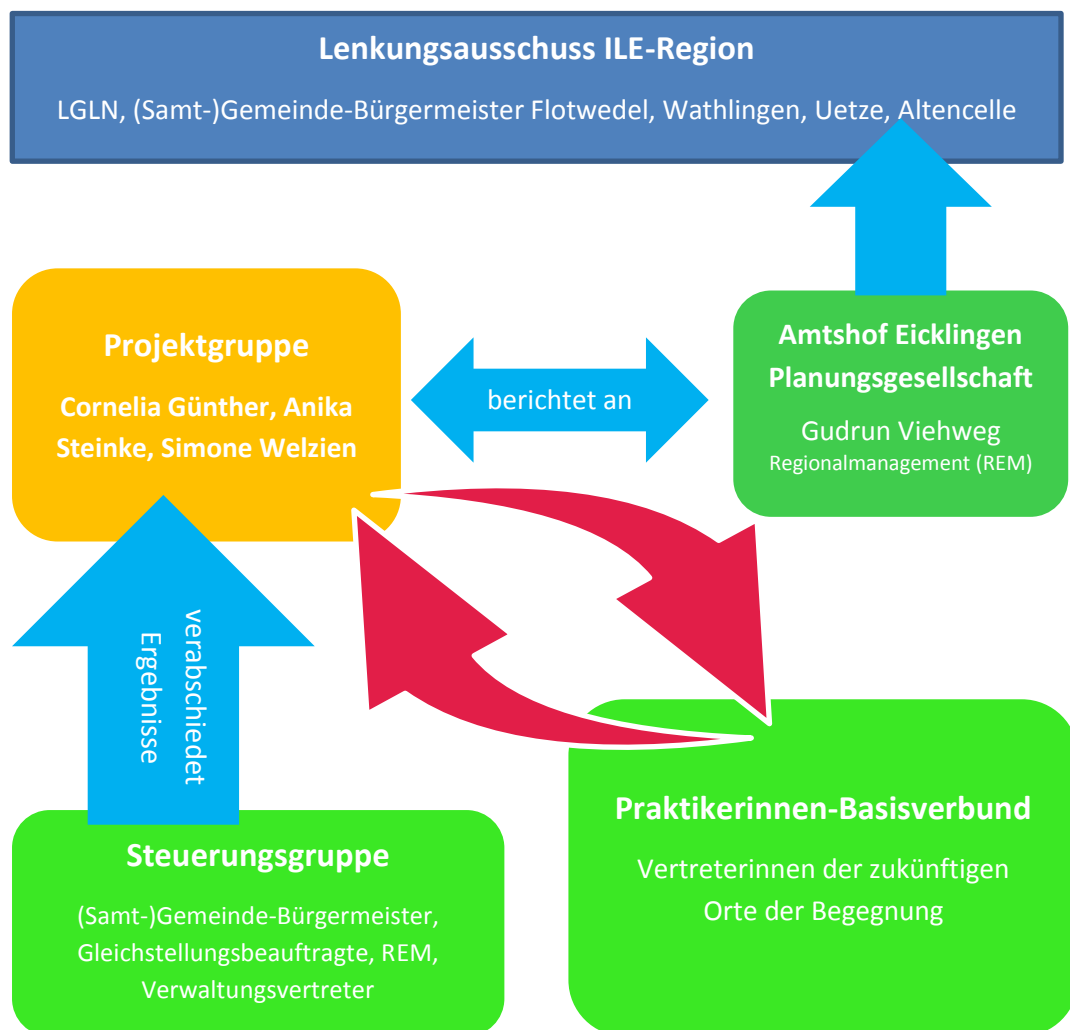 Lenkungsausschuss ILE-Region
LGLN, (Samt-)Gemeinde-Bürgermeister Flotwedel, Wathlingen, Uetze, Altencelle
Projektgruppe
Cornelia Günther, Anika
Steinke, Simone Welzien
berichtet an
Amtshof Eicklingen
Planungsgesellschaft
Gudrun Viehweg
Regionalmanagement (REM)
verabschiedet
Ergebnisse
Steuerungsgruppe
(Samt-)Gemeinde-Bürgermeister,
Gleichstellungsbeauftragte, REM,
Verwaltungsvertreter
Praktikerinnen-Basisverbund
Vertreterinnen der zukünftigen
Orte der Begegnung